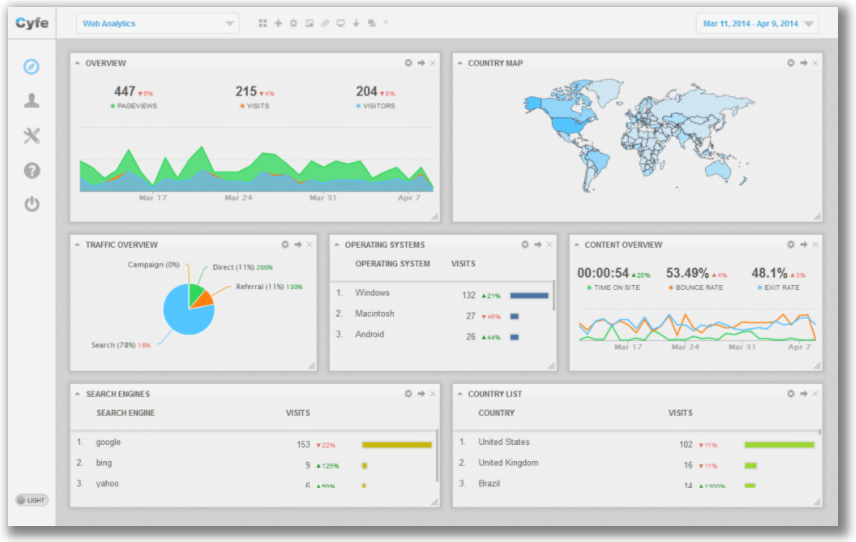 Cyfe
Web Analytics
Mar 11, 2014 - Apr 9, 2014
OVERVIEW
447 ▼6%
PAGEVIEWS
215 ▼4%
VISITS
204 ▼8%
VISITORS
Mar 17 Mar 24 Mar 31 Apr 7
COUNTRY MAP
TRAFFIC OVERVIEW
Campaign (0%)
Direct (11%) 200%
Referral (11%) 100%
Search (78%) 18%
OPERATING SYSTEMS
OPERATING SYSTEM VISITS
1. Windows 132 ▲21%
2. Macintosh 27 ▼46%
3. Android 26 ▲44%
CONTENT OVERVIEW
00:00:54 ▲20%
TIME ON SITE
53.49% ▲4%
BOUNCE RATE
48.1% ▲3%
EXIT RATE
Mar 17 Mar 24 Mar 31 Apr 7
SEARCH ENGINES
SEARCH ENGINE VISITS
1. google 153 ▼22%
2. bing 9 ▲125%
3. yahoo 6 ▲50%
COUNTRY LIST
COUNTRY VISITS
1. United States 102 ▼11%
2. United Kingdom 16 ▼11%
3. Brazil 14 ▲1300%
LIGHT